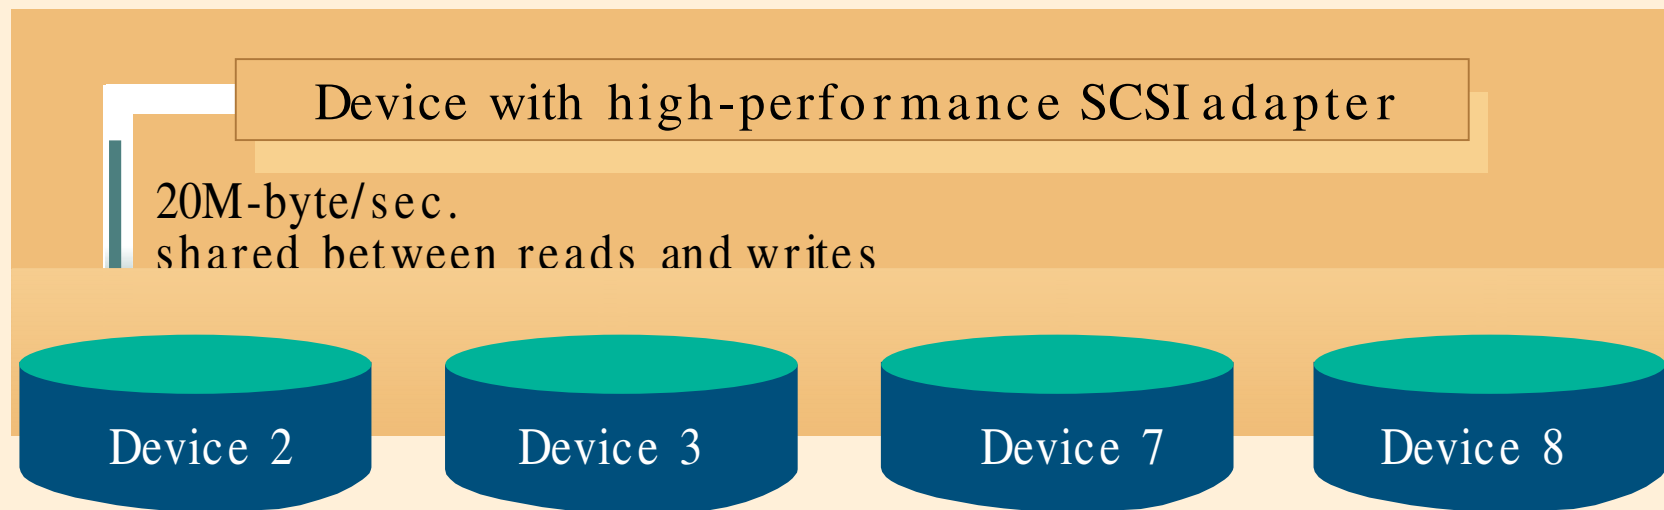 Device with high-performance SCSI adapter
20M-byte/sec.
shared between reads and writes
Device 2
Device 3
Device 7
Device 8